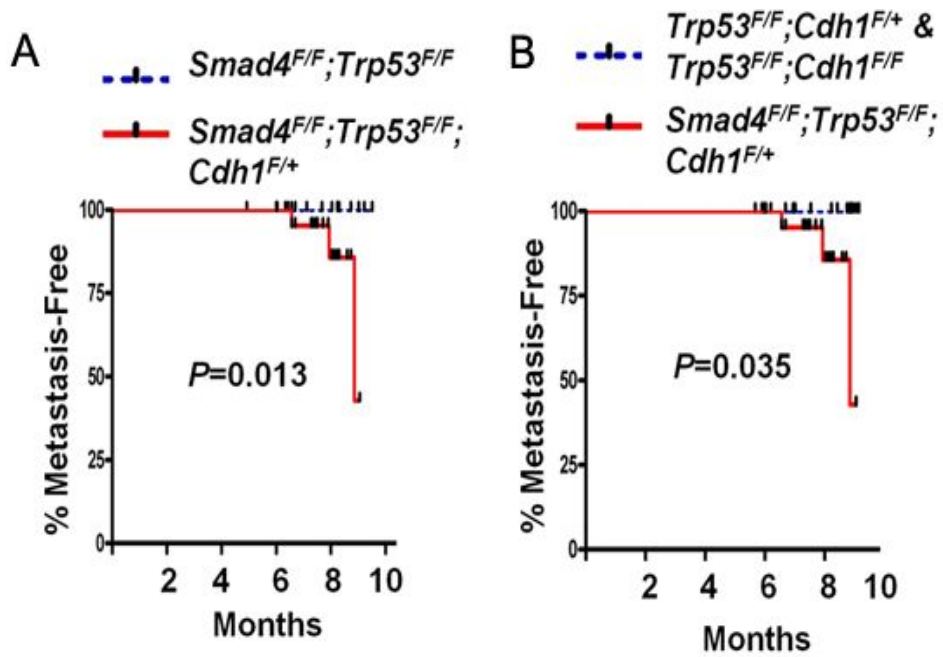 A
Smad4F/F;Trp53F/F
Smad4F/F;Trp53F/F;
Cdh1F/+
% Metastasis-Free
100
75
50
25
0
P=0.013
2 4 6 8 10
Months
B
Trp53F/F;Cdh1F/+ &
Trp53F/F;Cdh1F/F
Smad4F/F;Trp53F/F;
Cdh1F/+
% Metastasis-Free
100
75
50
25
0
P=0.035
2 4 6 8 10
Months